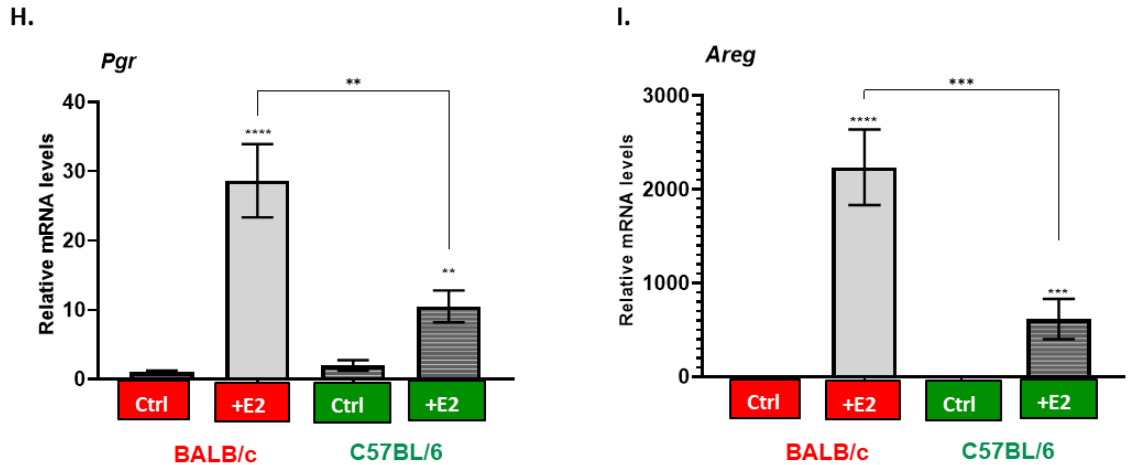 H.
Pgr
Relative mRNA levels
40
30
20
10
0
**
****
**
Ctrl
+E2
Ctrl
+E2
BALB/c
C57BL/6
I.
Areg
Relative mRNA levels
3000
2000
1000
0
***
****
***
Ctrl
+E2
Ctrl
+E2
BALB/c
C57BL/6